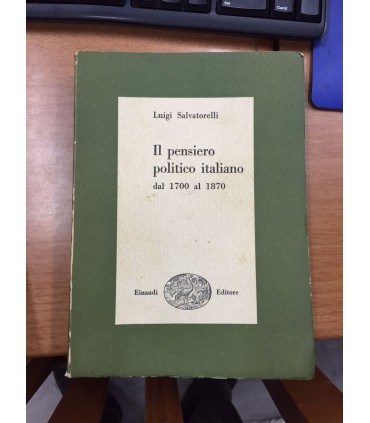 Luigi Salvatorelli
Il pensiero
politico italiano
dal 1700 al 1870
Einaudi Editore